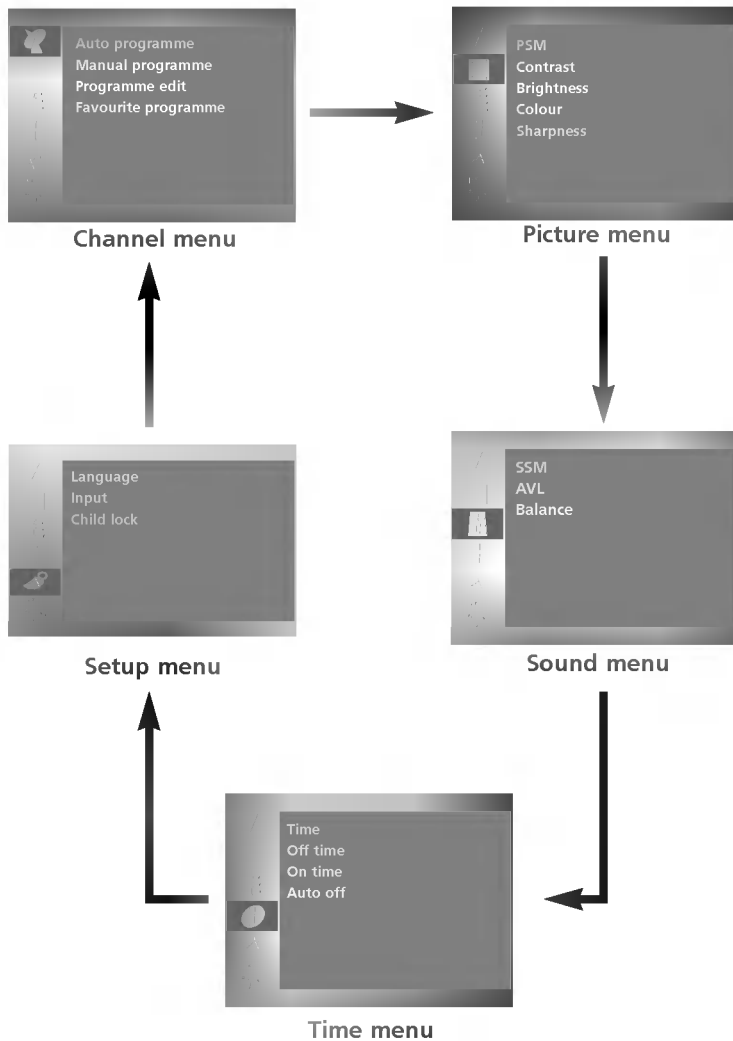 Auto programme
Manual programme
Programme edit
Favourite programme
Channel menu
PSM
Contrast
Brightness
Colour
Sharpness
Picture menu
Language
Input
Child lock
Setup menu
SSM
AVL
Balance
Sound menu
Time
Off time
On time
Auto off
Time menu